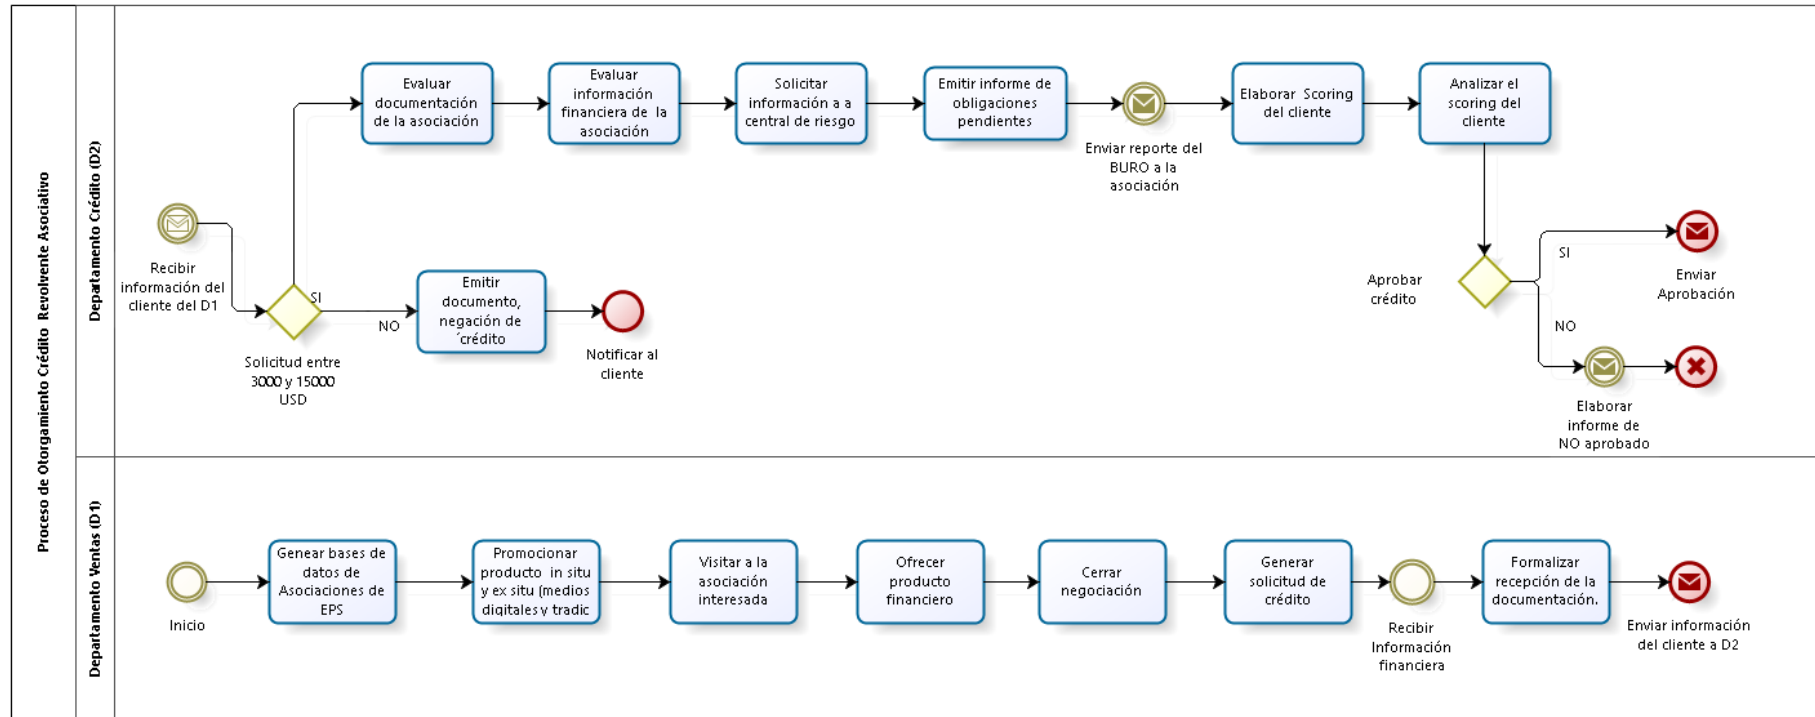 Proceso de Otorgamiento Crédito Revolvente Asociativo
Departamento Crédito (D2)
Evaluar
documentación
de la asociación
Evaluar
información
financiera de la
asociación
Solicitar
información a a
central de riesgo
Emitir informe de
obligaciones
pendientes
Enviar reporte del
BURO a la
asociación
Elaborar Scoring
del cliente
Analizar el
scoring del
cliente
Recibir
información del
cliente del D1
SI
NO
Solicitud entre
3000 y 15000
USD
Emitir
documento,
negación de
´crédito
Notificar al
cliente
Aprobar
crédito
SI
Enviar
Aprobación
NO
Elaborar
informe de
NO aprobado
Departamento Ventas (D1)
Inicio
Genear bases de
datos de
Asociaciones de
EPS
Promocionar
producto in situ
y ex situ (medios
digitales y tradic
Visitar a la
asociación
interesada
Ofrecer
producto
financiero
Cerrar
negociación
Generar
solicitud de
crédito
Recibir
Información
financiera
Formalizar
recepción de la
documentación.
Enviar información
del cliente a D2